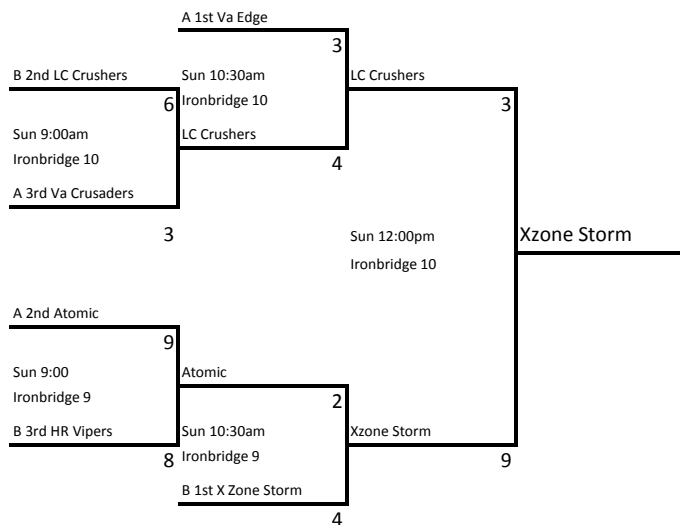 A 1st Va Edge
3
B 2nd LC Crushers
Sun 10:30am
LC Crushers
6
Ironbridge 10
3
Sun 9:00am
LC Crushers
Ironbridge 10
4
A 3rd Va Crusaders
3
Sun 12:00pm
Xzone Storm
Ironbridge 10
A 2nd Atomic
9
Sun 9:00
Atomic
Ironbridge 9
2
B 3rd HR Vipers
Sun 10:30am
Xzone Storm
8
Ironbridge 9
9
B 1st X Zone Storm
4